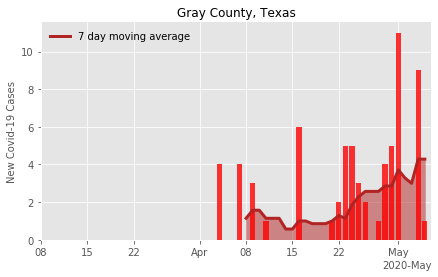 Gray County, Texas
7 day moving average
New Covid-19 Cases
10
8
6
4
2
0
08 15 22 Apr 08 15 22 May
2020-May